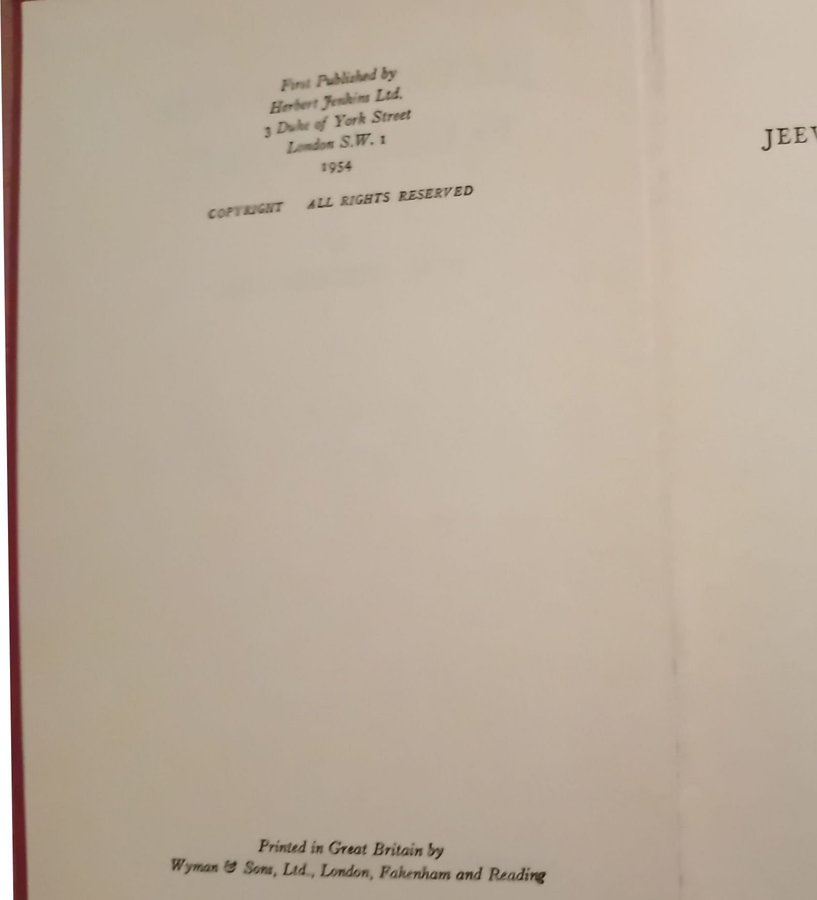 First Published by
Herbert Jenkins Ltd.
3 Duke of York Street
London S.W. 1
1954
COPYRIGHT ALL RIGHTS RESERVED
JEEV
Printed in Great Britain by
Wyman & Sons, Ltd., London, Fakenham and Reading